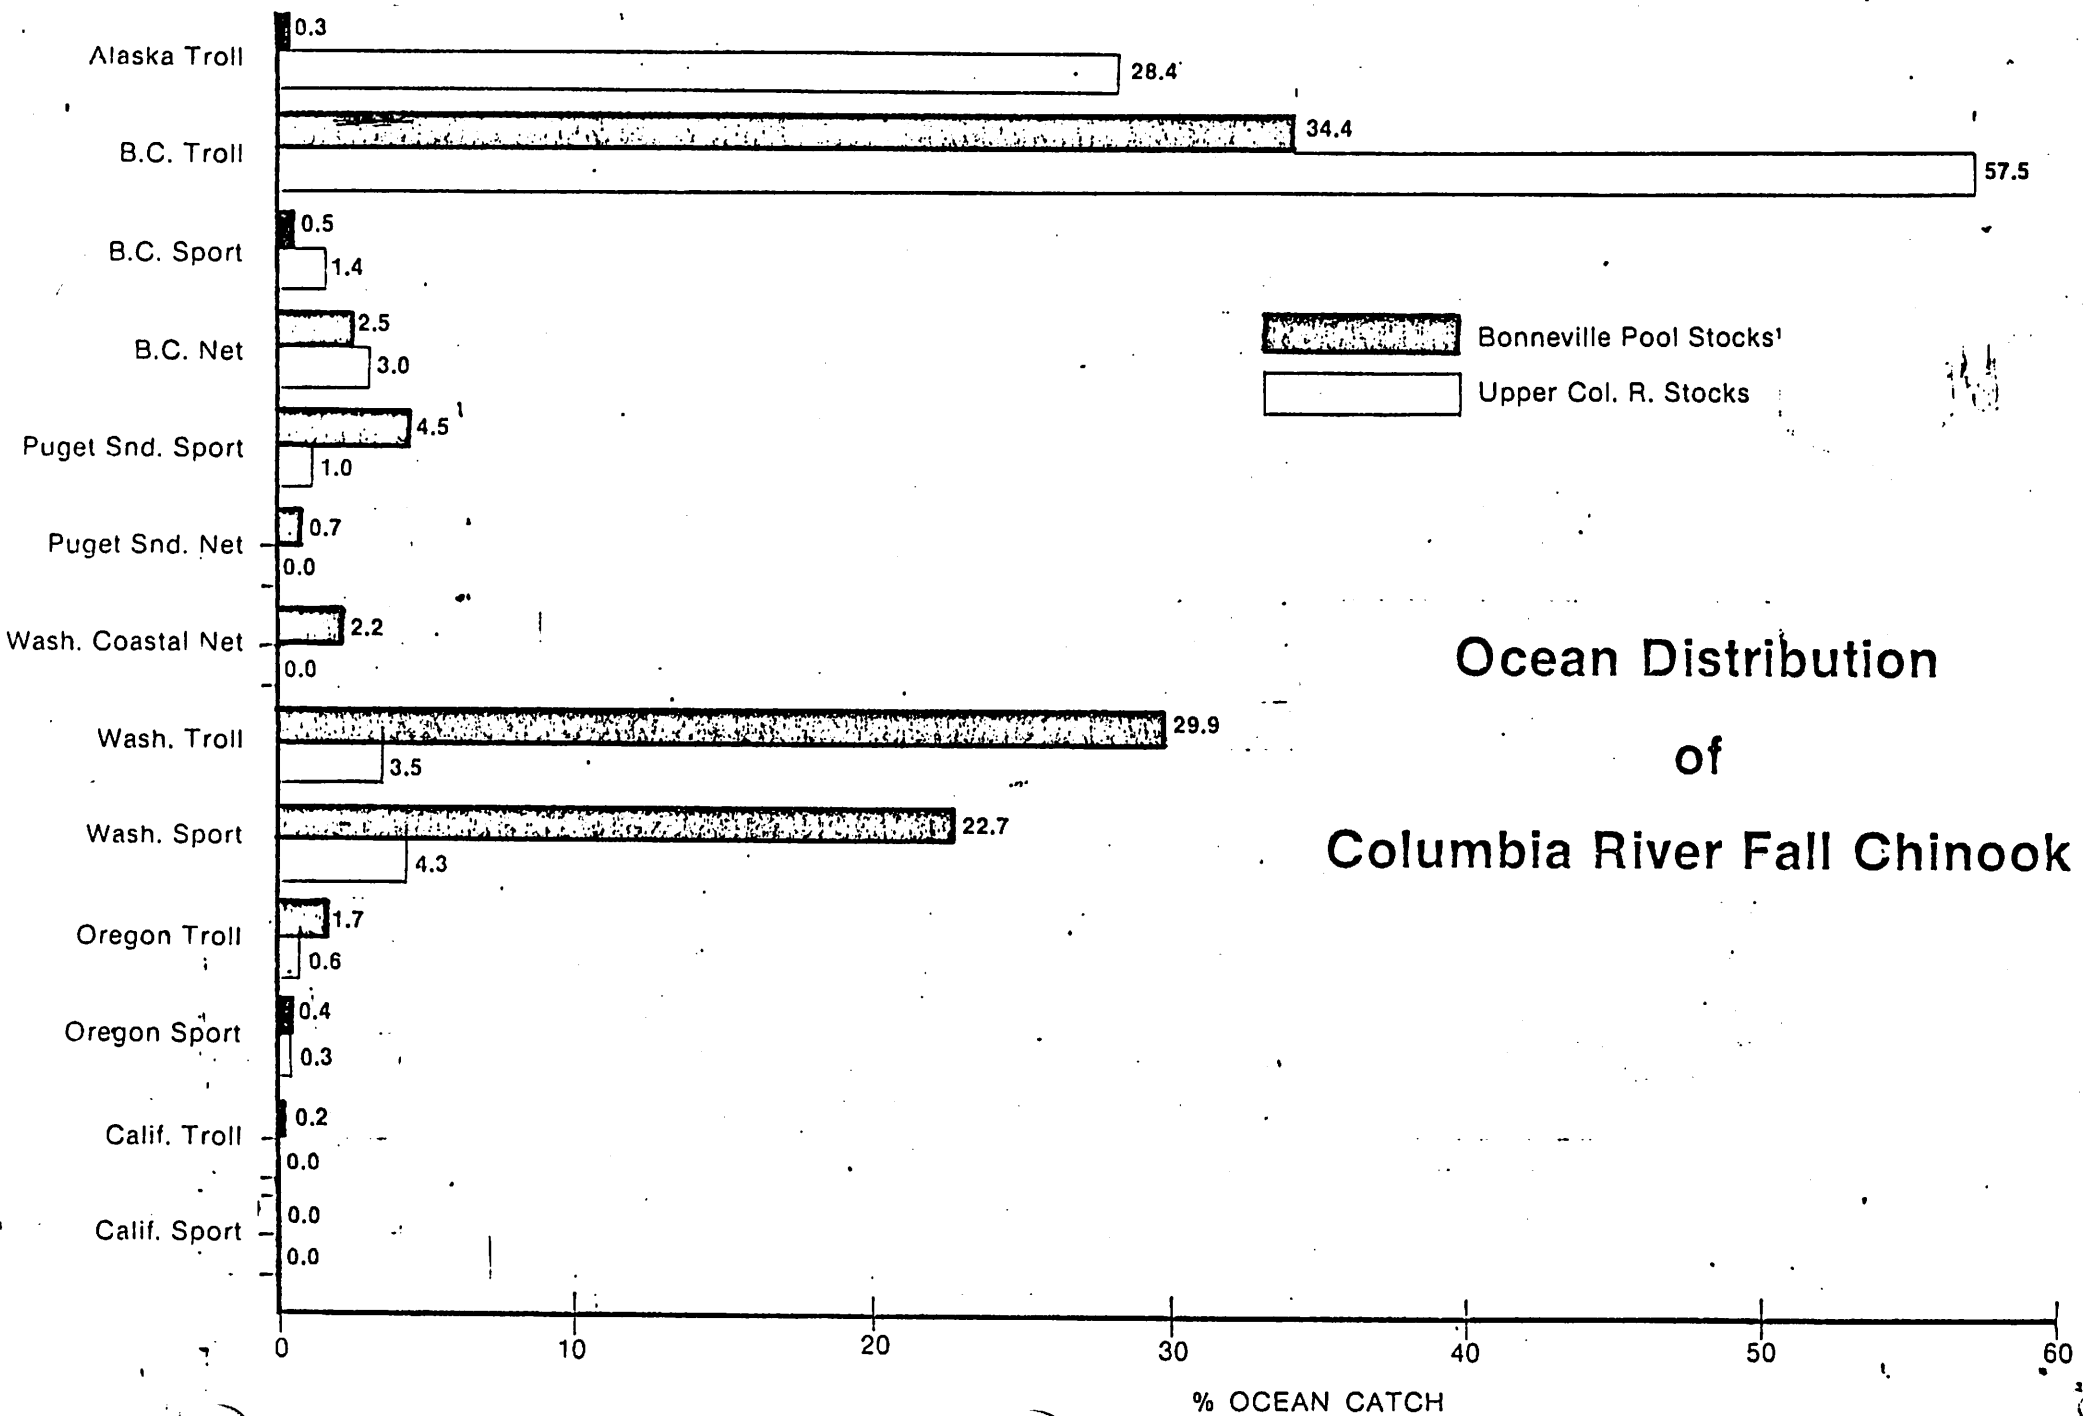 0.3
Alaska Troll
28.4
34.4
B.C. Troll
57.5
0.5
B.C. Sport
1.4
2.5
B.C. Net
3.0
Bonneville Pool Stocks¹
Upper Col. R. Stocks
4.5
Puget Snd. Sport
1.0
0.7
Puget Snd. Net
0.0
2.2
Wash. Coastal Net
0.0
Ocean Distribution
of
Columbia River Fall Chinook
29.9
Wash. Troll
3.5
22.7
Wash. Sport
4.3
1.7
Oregon Troll
0.6
0.4
Oregon Sport
0.3
0.2
Calif. Troll
0.0
0.0
Calif. Sport
0.0
0 10 20 30 40 50 60
% OCEAN CATCH